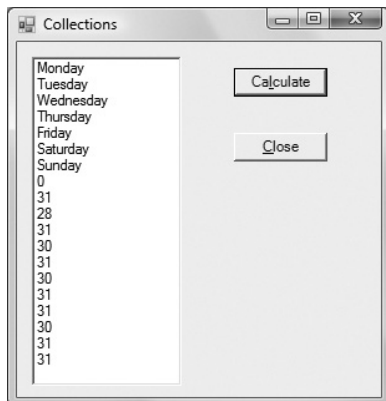 Collections
Monday
Tuesday
Wednesday
Thursday
Friday
Saturday
Sunday
0
31
28
31
30
31
30
31
31
30
31
31
Calculate
Close